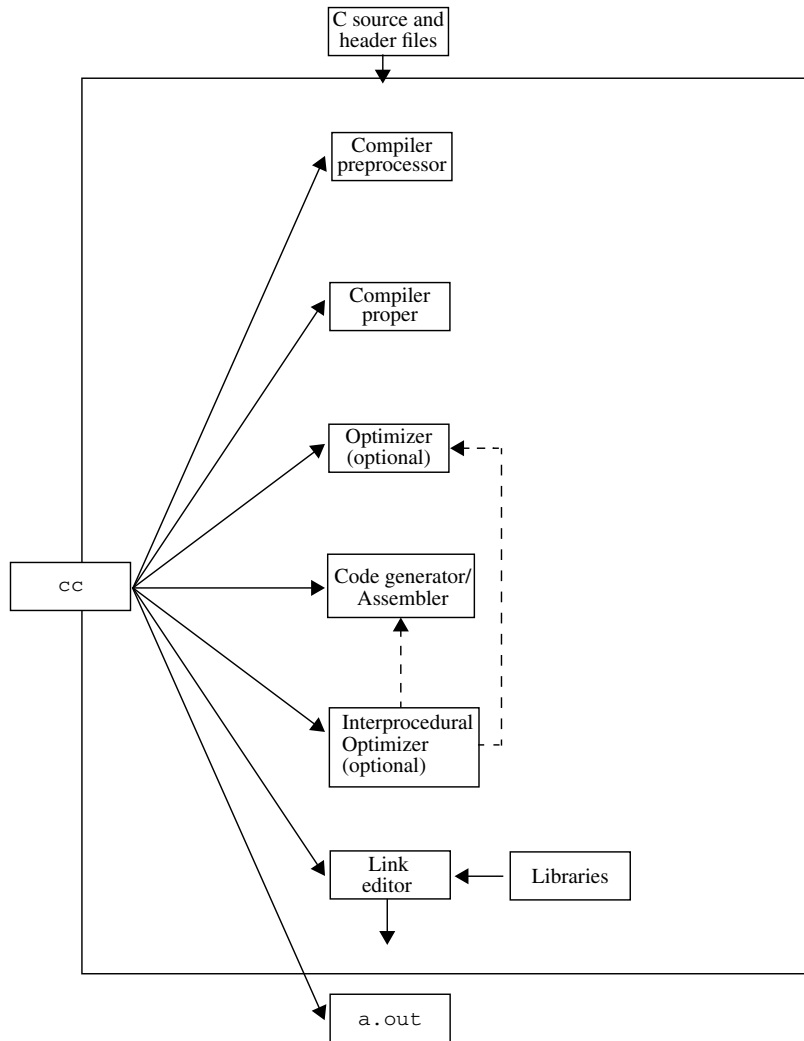 C source and
header files
Compiler
preprocessor
Compiler
proper
Optimizer
(optional)
cc
Code generator/
Assembler
Interprocedural
Optimizer
(optional)
Link
editor
Libraries
a.out